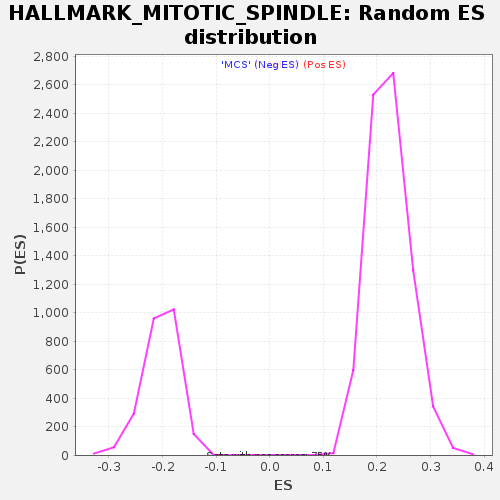 HALLMARK_MITOTIC_SPINDLE: Random ES
distribution
'MCS' (Neg ES) (Pos ES)
2,800
2,600
2,400
2,200
2,000
1,800
1,600
1,400
1,200
1,000
800
600
400
200
0
P(ES)
75%
-0.3 -0.2 -0.1 0.0 0.1 0.2 0.3 0.4
ES